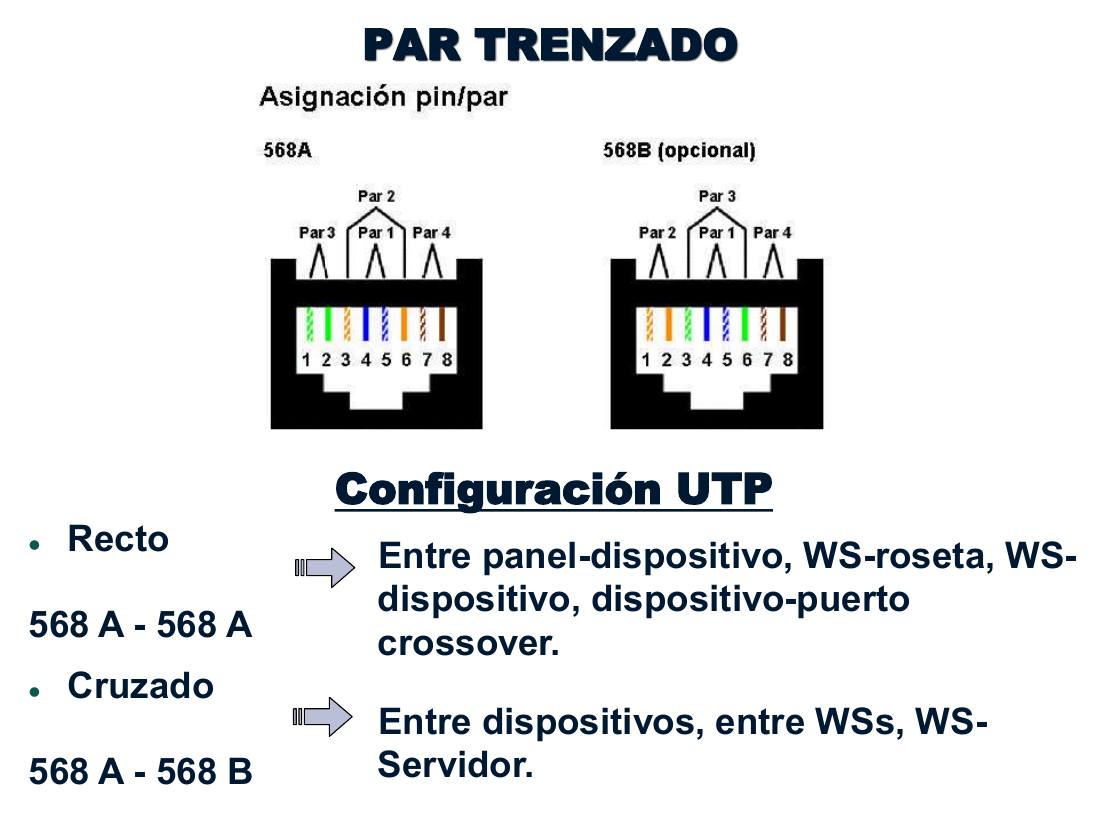 PAR TRENZADO
Asignación pin/par
568A
568B (opcional)
Par 2
Par 3 Par 1 Par 4
1 2 3 4 5 6 7 8
Par 3
Par 2 Par 1 Par 4
1 2 3 4 5 6 7 8
Configuración UTP
● Recto
568 A - 568 A
Entre panel-dispositivo, WS-roseta, WS-
dispositivo, dispositivo-puerto
crossover.
● Cruzado
568 A - 568 B
Entre dispositivos, entre WSs, WS-
Servidor.